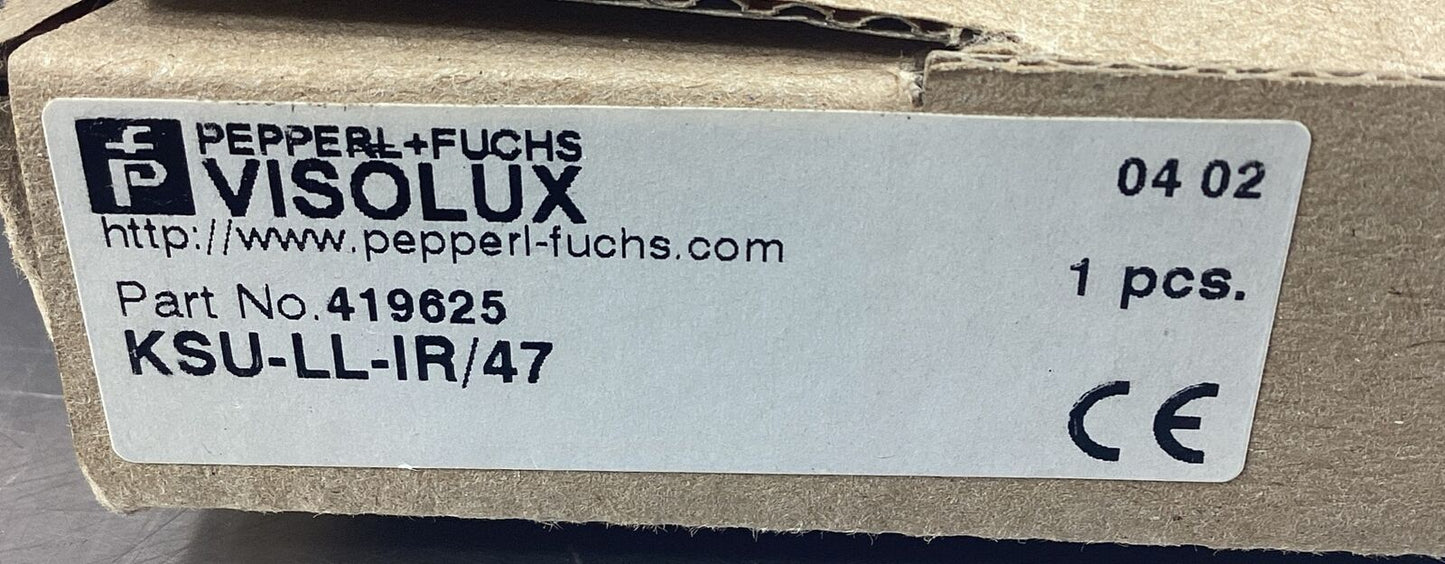 PEPPERL+FUCHS
VISOLUX
http://www.pepperl-fuchs.com
Part No.419625
KSU-LL-IR/47
04 02
1 pcs.
CE